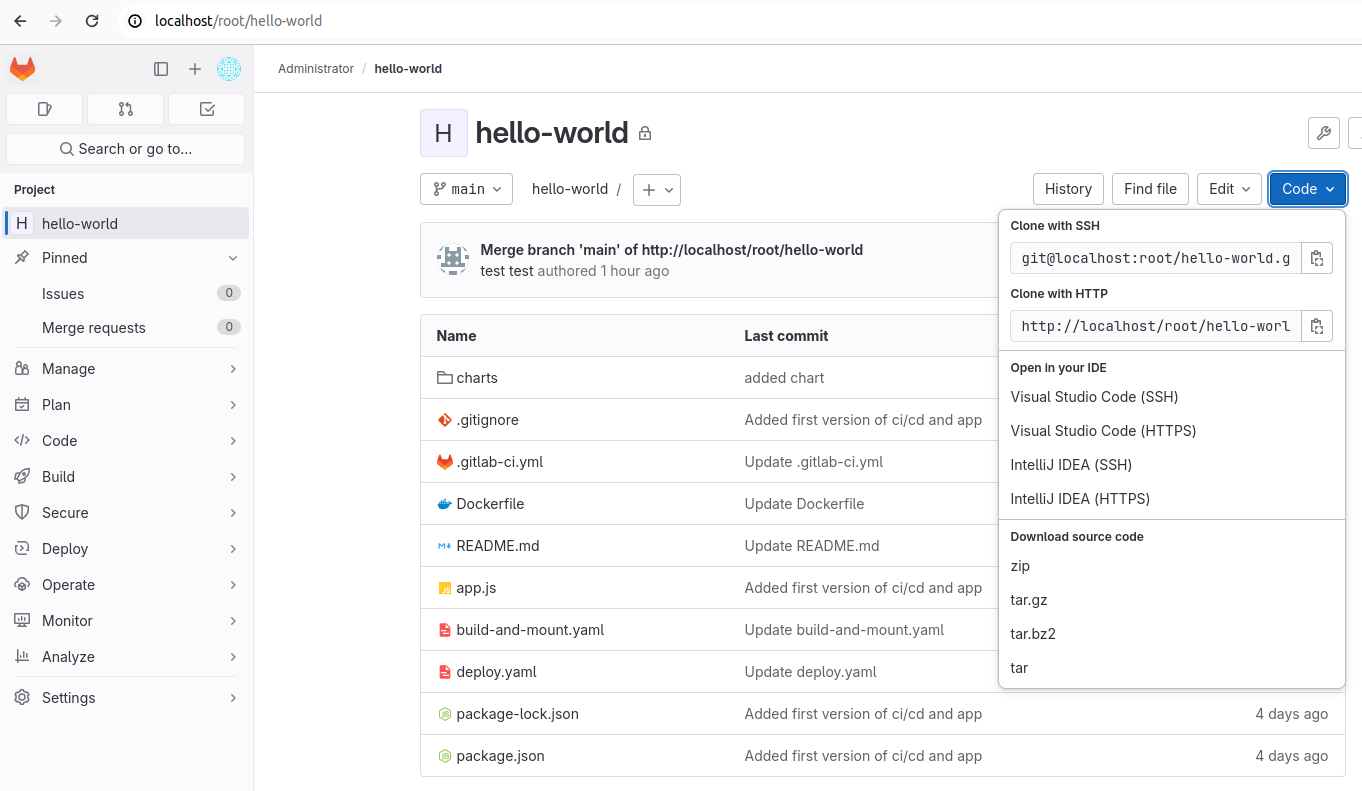 localhost/root/hello-world
Administrator / hello-world
Search or go to...
Project
H hello-world
Pinned
Issues 0
Merge requests 0
Manage
Plan
Code
Build
Secure
Deploy
Operate
Monitor
Analyze
Settings
H hello-world
main hello-world / + History Find file Edit Code
Merge branch 'main' of http://localhost/root/hello-world
test test authored 1 hour ago
Name Last commit
charts added chart
.gitignore Added first version of ci/cd and app
.gitlab-ci.yml Update .gitlab-ci.yml
Dockerfile Update Dockerfile
README.md Update README.md
app.js Added first version of ci/cd and app
build-and-mount.yaml Update build-and-mount.yaml
deploy.yaml Update deploy.yaml
package-lock.json Added first version of ci/cd and app 4 days ago
package.json Added first version of ci/cd and app 4 days ago
Clone with SSH
git@localhost:root/hello-world.g
Clone with HTTP
http://localhost/root/hello-worl
Open in your IDE
Visual Studio Code (SSH)
Visual Studio Code (HTTPS)
IntelliJ IDEA (SSH)
IntelliJ IDEA (HTTPS)
Download source code
zip
tar.gz
tar.bz2
tar